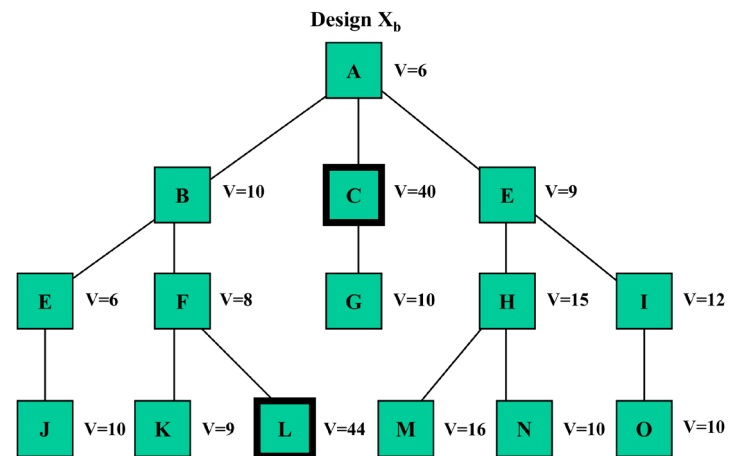 Design X_b
A V=6
B V=10 C V=40 E V=9
E V=6 F V=8 G V=10 H V=15 I V=12
J V=10 K V=9 L V=44 M V=16 N V=10 O V=10